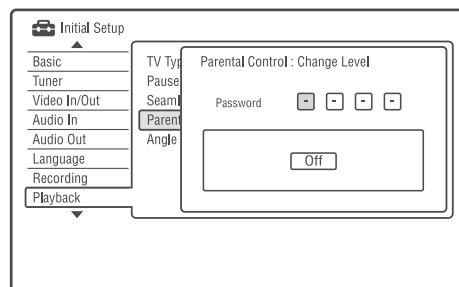 Initial Setup
Basic
Tuner
Video In/Out
Audio In
Audio Out
Language
Recording
Playback
TV Typ
Pause
Seaml
Parent
Angle
Parental Control : Change Level
Password - - - -
Off